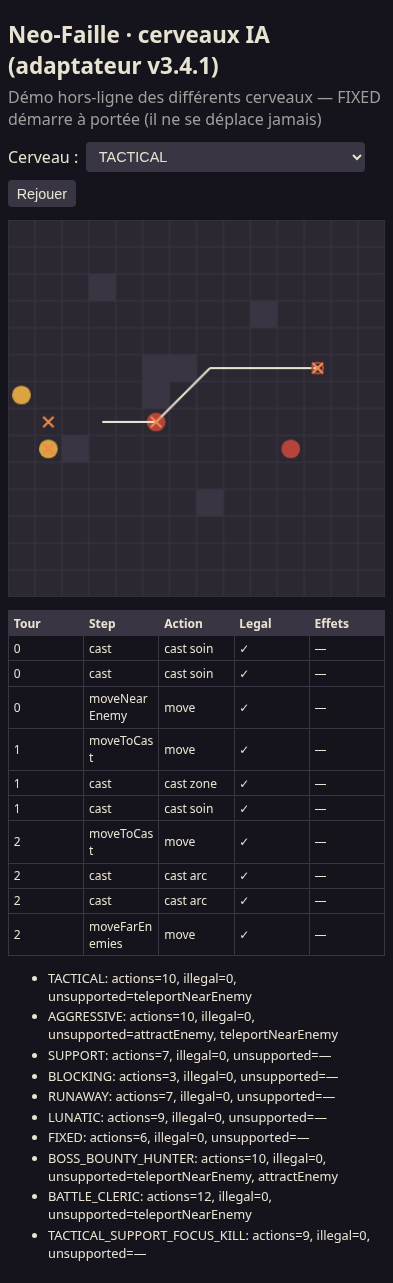 Neo-Faille · cerveaux IA
(adaptateur v3.4.1)
Démo hors-ligne des différents cerveaux — FIXED
démarre à portée (il ne se déplace jamais)
Cerveau : TACTICAL
Rejouer
Tour Step Action Legal Effets
0 cast cast soin ✓ —
0 cast cast soin ✓ —
0 moveNear move ✓ —
Enemy
1 moveToCas move ✓ —
t
1 cast cast zone ✓ —
1 cast cast soin ✓ —
2 moveToCas move ✓ —
t
2 cast cast arc ✓ —
2 cast cast arc ✓ —
2 moveFarEn move ✓ —
emies
• TACTICAL: actions=10, illegal=0,
unsupported=teleportNearEnemy
• AGGRESSIVE: actions=10, illegal=0,
unsupported=attractEnemy, teleportNearEnemy
• SUPPORT: actions=7, illegal=0, unsupported=—
• BLOCKING: actions=3, illegal=0, unsupported=—
• RUNAWAY: actions=7, illegal=0, unsupported=—
• LUNATIC: actions=9, illegal=0, unsupported=—
• FIXED: actions=6, illegal=0, unsupported=—
• BOSS_BOUNTY_HUNTER: actions=10, illegal=0,
unsupported=teleportNearEnemy, attractEnemy
• BATTLE_CLERIC: actions=12, illegal=0,
unsupported=teleportNearEnemy
• TACTICAL_SUPPORT_FOCUS_KILL: actions=9, illegal=0,
unsupported=—